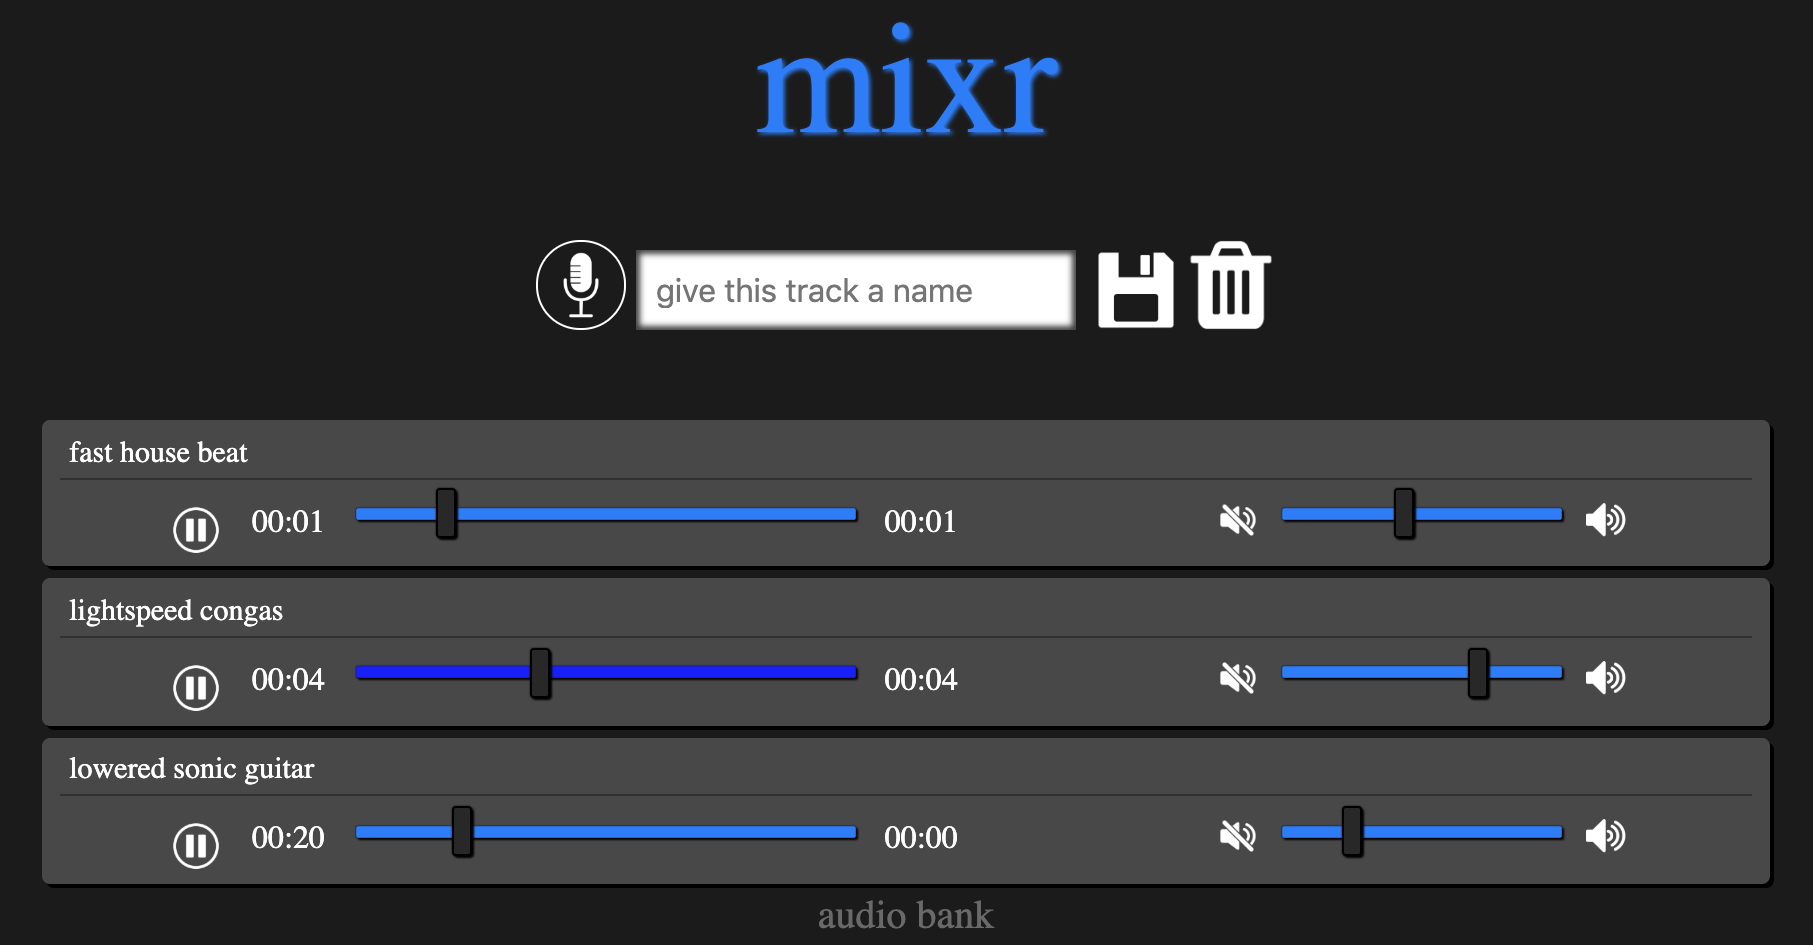 mixr
give this track a name
fast house beat
00:01 00:01
lightspeed congas
00:04 00:04
lowered sonic guitar
00:20 00:00
audio bank